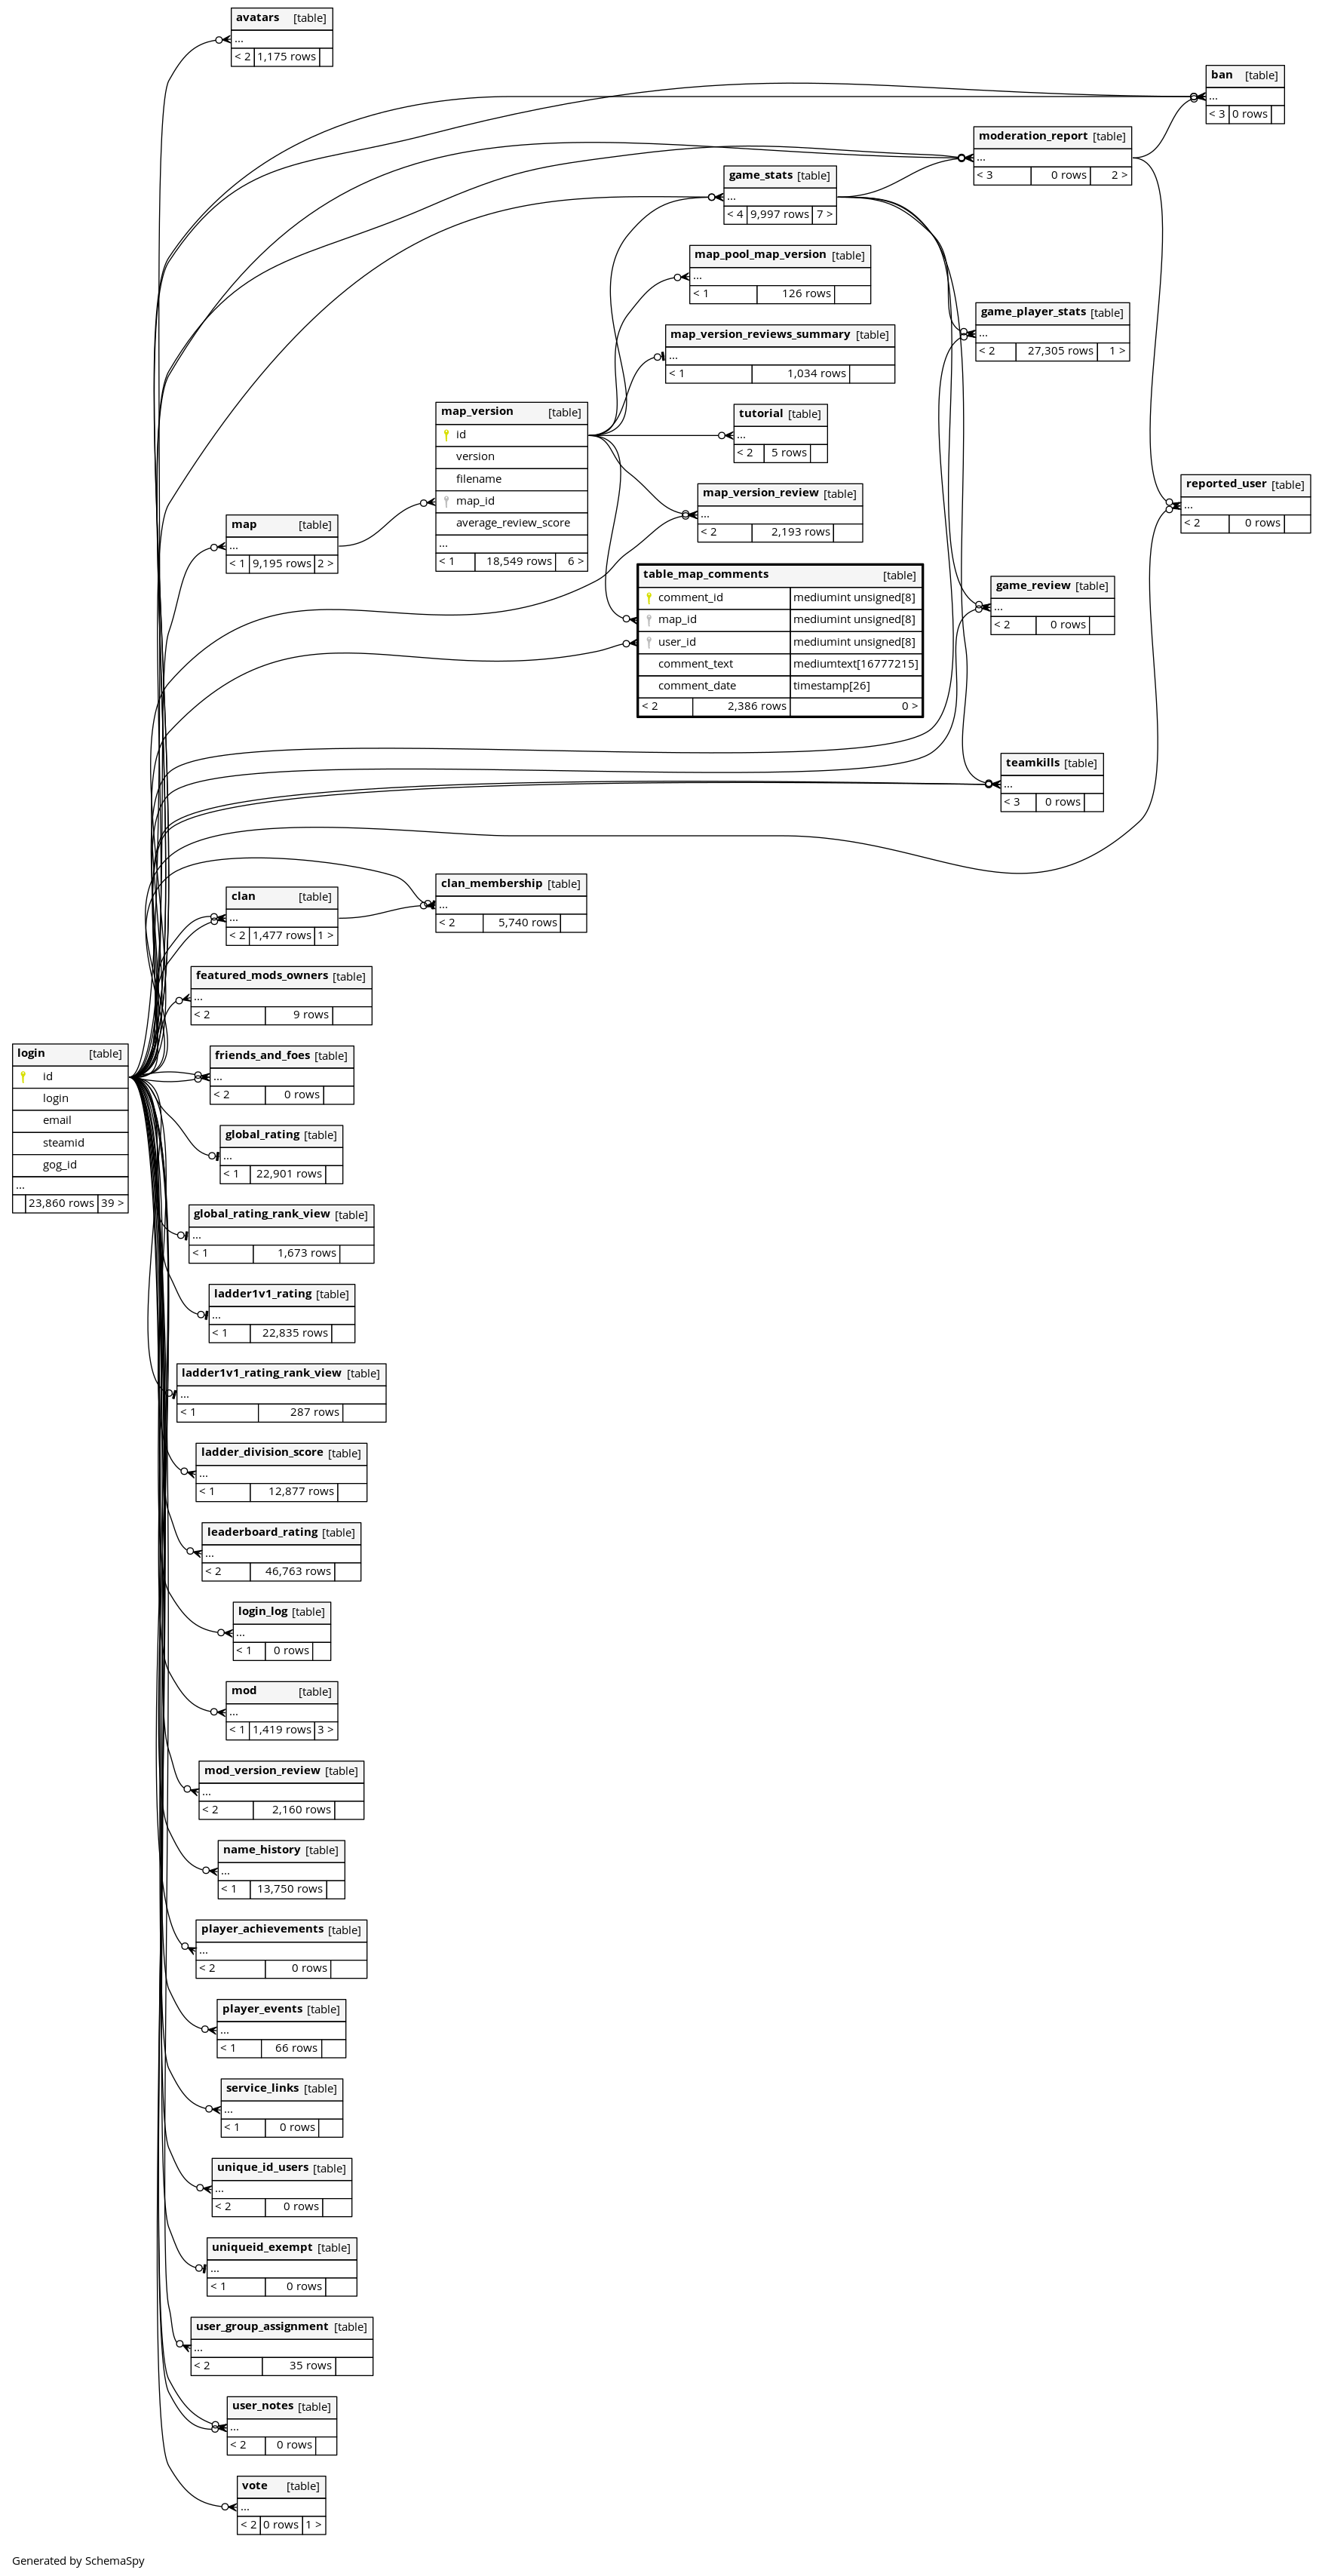 avatars [table]
...
< 2 1,175 rows
ban [table]
...
< 3 0 rows
moderation_report [table]
...
< 3 0 rows 2 >
game_stats [table]
...
< 4 9,997 rows 7 >
map_pool_map_version [table]
...
< 1 126 rows
game_player_stats [table]
...
< 2 27,305 rows 1 >
map_version_reviews_summary [table]
...
< 1 1,034 rows
map_version [table]
id
version
filename
map_id
average_review_score
...
< 1 18,549 rows 6 >
tutorial [table]
...
< 2 5 rows
reported_user [table]
...
< 2 0 rows
map_version_review [table]
...
< 2 2,193 rows
map [table]
...
< 1 9,195 rows 2 >
table_map_comments [table]
comment_id mediumint unsigned[8]
map_id mediumint unsigned[8]
user_id mediumint unsigned[8]
comment_text mediumtext[16777215]
comment_date timestamp[26]
< 2 2,386 rows 0 >
game_review [table]
...
< 2 0 rows
teamkills [table]
...
< 3 0 rows
clan_membership [table]
...
< 2 5,740 rows
clan [table]
...
< 2 1,477 rows 1 >
featured_mods_owners [table]
...
< 2 9 rows
login [table]
id
login
email
steamid
gog_id
...
23,860 rows 39 >
friends_and_foes [table]
...
< 2 0 rows
global_rating [table]
...
< 1 22,901 rows
global_rating_rank_view [table]
...
< 1 1,673 rows
ladder1v1_rating [table]
...
< 1 22,835 rows
ladder1v1_rating_rank_view [table]
...
< 1 287 rows
ladder_division_score [table]
...
< 1 12,877 rows
leaderboard_rating [table]
...
< 2 46,763 rows
login_log [table]
...
< 1 0 rows
mod [table]
...
< 1 1,419 rows 3 >
mod_version_review [table]
...
< 2 2,160 rows
name_history [table]
...
< 1 13,750 rows
player_achievements [table]
...
< 2 0 rows
player_events [table]
...
< 1 66 rows
service_links [table]
...
< 1 0 rows
unique_id_users [table]
...
< 2 0 rows
uniqueid_exempt [table]
...
< 1 0 rows
user_group_assignment [table]
...
< 2 35 rows
user_notes [table]
...
< 2 0 rows
vote [table]
...
< 2 0 rows 1 >
Generated by SchemaSpy